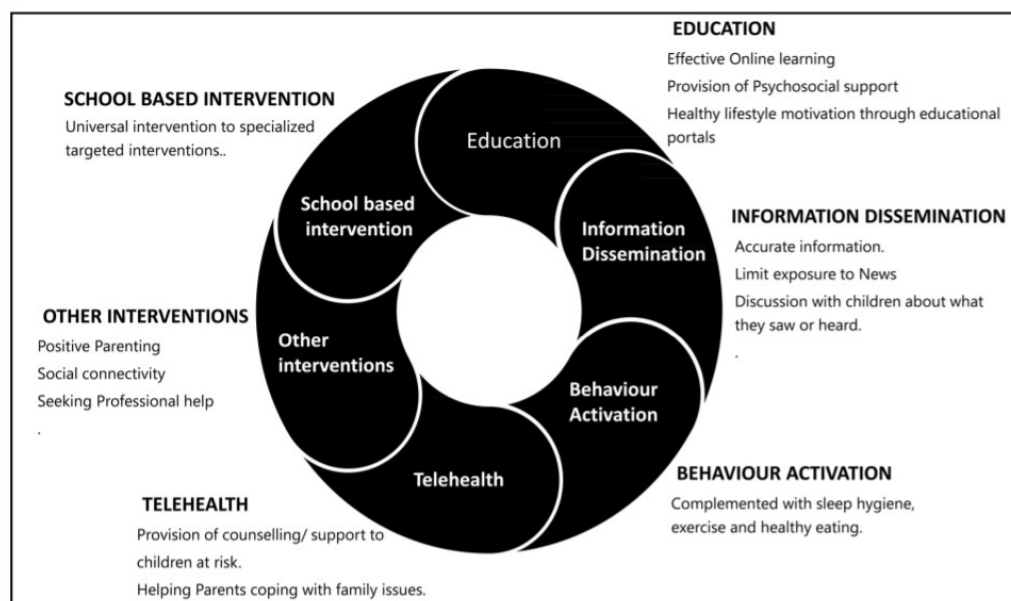 EDUCATION
Effective Online learning
Provision of Psychosocial support
Healthy lifestyle motivation through educational
portals
SCHOOL BASED INTERVENTION
Universal intervention to specialized
targeted interventions..
Education
School based
intervention
Information
Dissemination
INFORMATION DISSEMINATION
Accurate information.
Limit exposure to News
Discussion with children about what
they saw or heard.
.
OTHER INTERVENTIONS
Positive Parenting
Social connectivity
Seeking Professional help
.
Other
interventions
Behaviour
Activation
Telehealth
BEHAVIOUR ACTIVATION
Complemented with sleep hygiene,
exercise and healthy eating.
TELEHEALTH
Provision of counselling/ support to
children at risk.
Helping Parents coping with family issues.